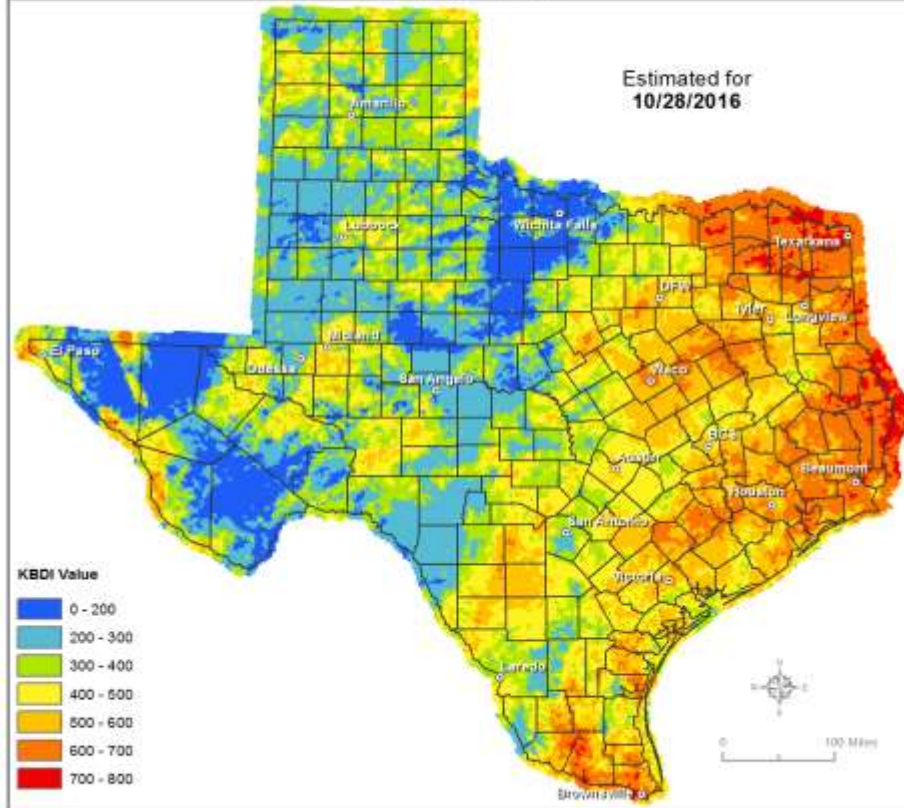 Estimated for
10/28/2016
Amarillo
Lubbock
Wichita Falls
Texarkana
DFW
Tyler
Longview
Midland
El Paso
Odessa
San Angelo
Waco
BCS
Austin
Beaumont
Houston
San Antonio
Victoria
Laredo
Brownsville
KBDI Value
0 - 200
200 - 300
300 - 400
400 - 500
500 - 600
600 - 700
700 - 800
N
W
E
S
0
100 Miles